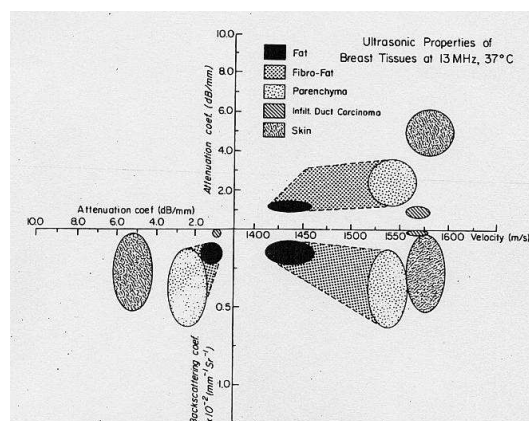 Ultrasonic Properties of
Breast Tissues at 13 MHz, 37°C
Fat
Fibro-Fat
Parenchyma
Infilt. Duct Carcinoma
Skin
10.0
8.0
6.0
4.0
2.0
Attenuation coef. (dB/mm)
Attenuation coef (dB/mm)
10.0 8.0 6.0 4.0 2.0
1400 1450 1500 1550 1600 Velocity (m/s)
0.5
1.0
Backscattering coef.
x10⁻² (mm⁻¹ Sr⁻¹)